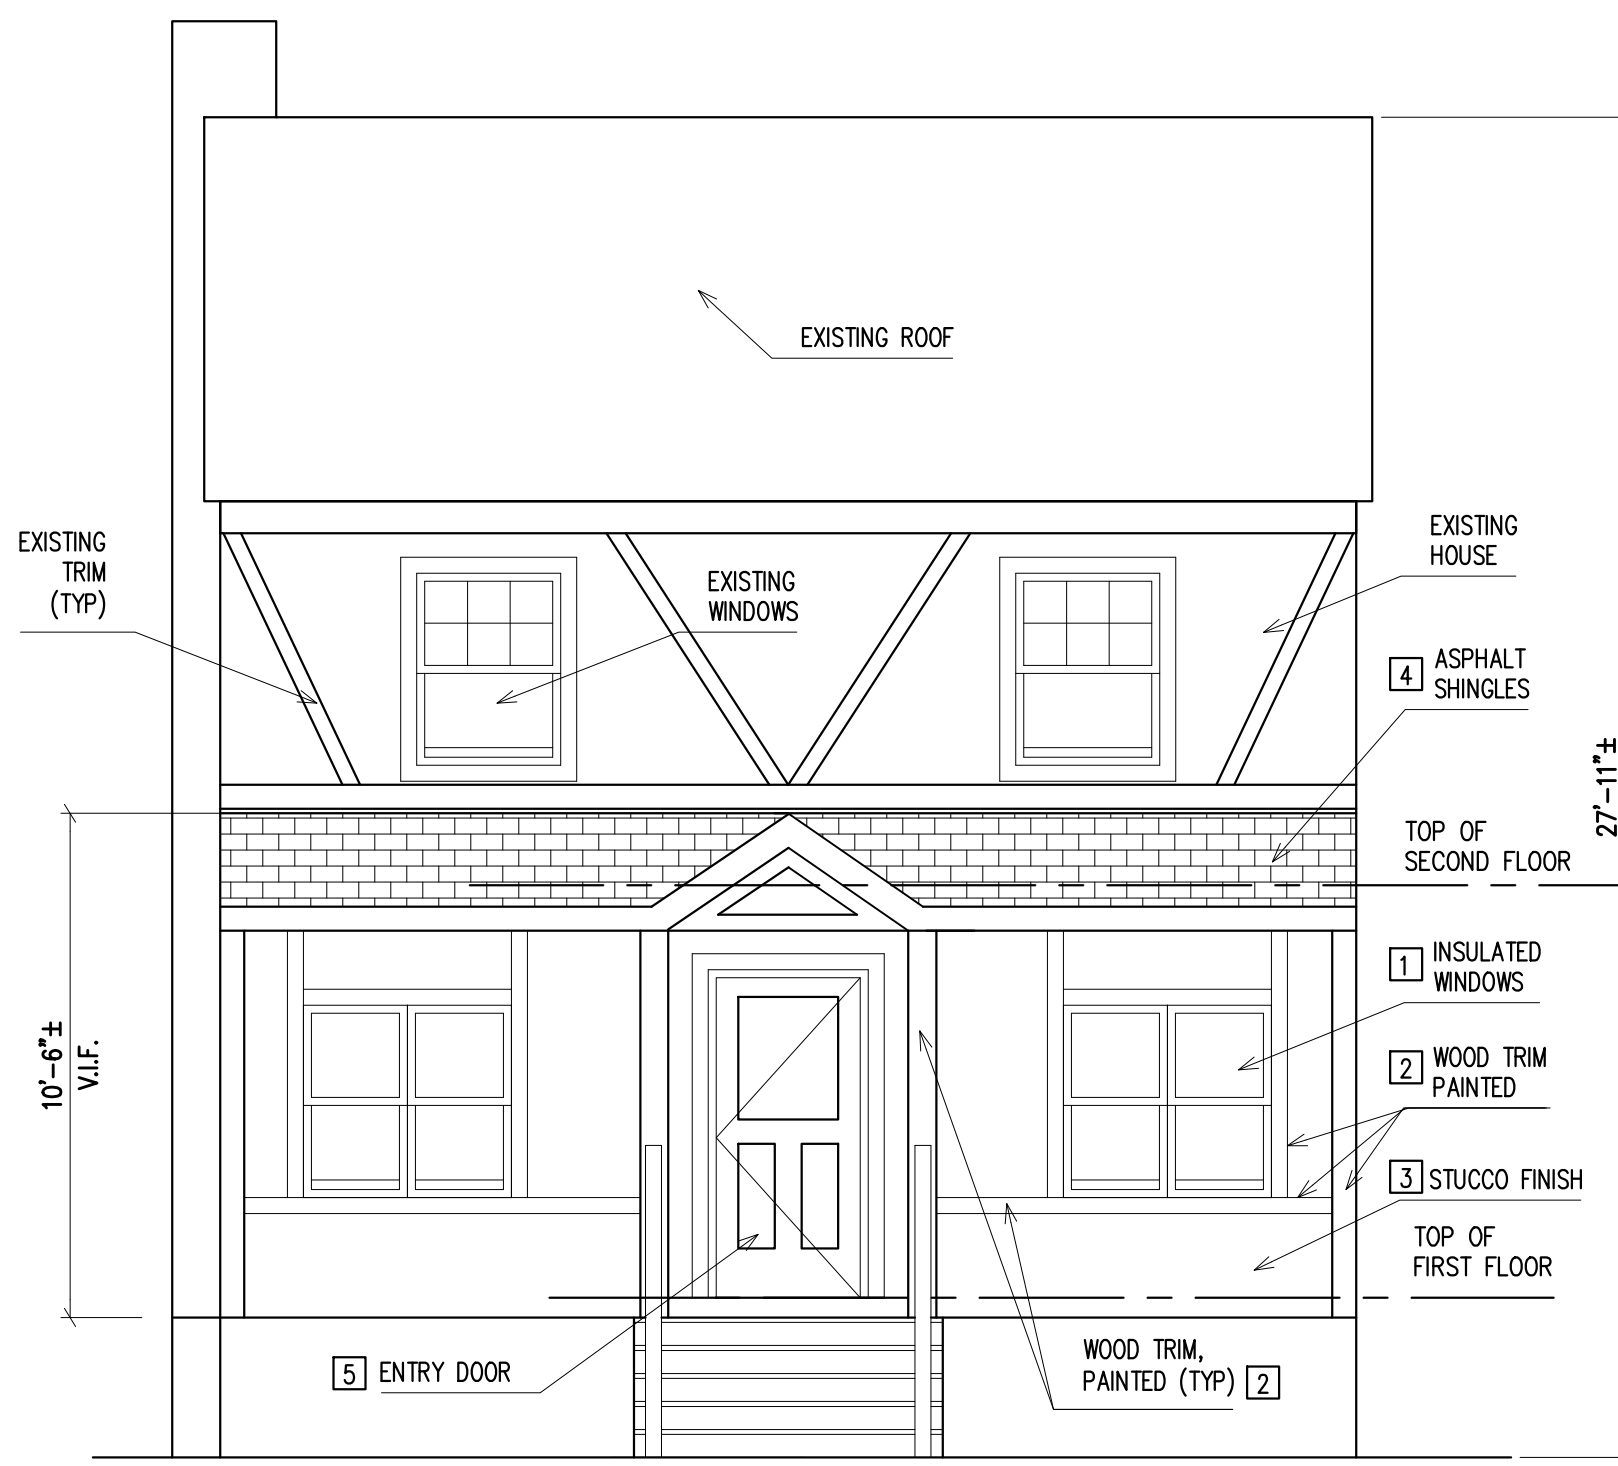 EXISTING ROOF
EXISTING
TRIM
(TYP)
EXISTING
WINDOWS
EXISTING
HOUSE
4 ASPHALT
SHINGLES
27'-11"±
TOP OF
SECOND FLOOR
1 INSULATED
WINDOWS
10'-6"±
V.I.F.
2 WOOD TRIM
PAINTED
3 STUCCO FINISH
TOP OF
FIRST FLOOR
5 ENTRY DOOR
WOOD TRIM,
PAINTED (TYP) 2